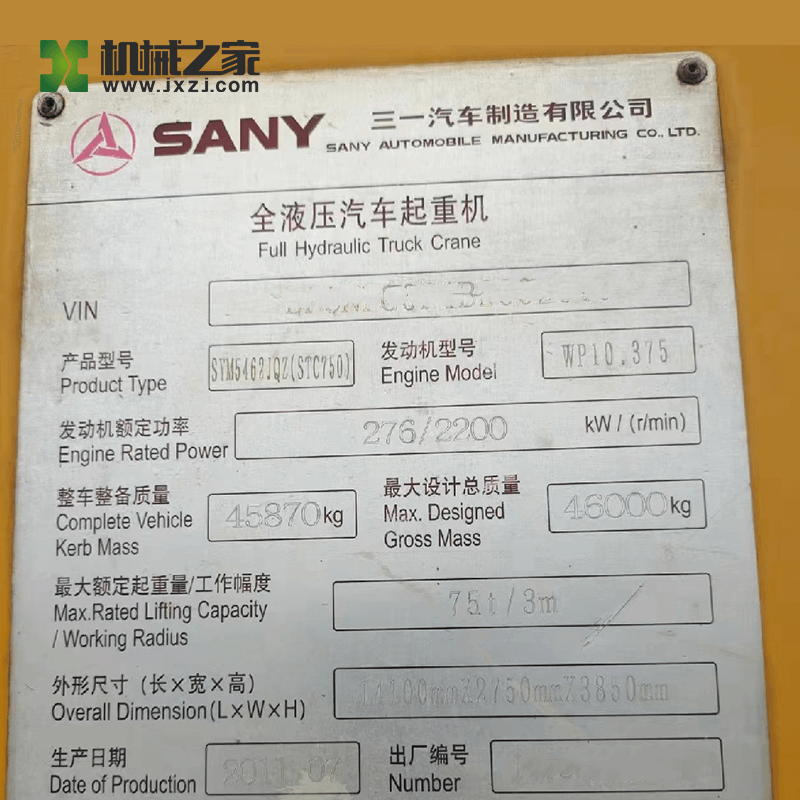 机械之家
www.jxzj.com
SANY 三一汽车制造有限公司
SANY AUTOMOBILE MANUFACTURING CO., LTD.
全液压汽车起重机
Full Hydraulic Truck Crane
VIN
产品型号 SYM5462JQZ(STC750) 发动机型号 WP10.375
Product Type Engine Model
发动机额定功率 276/2200 kW/(r/min)
Engine Rated Power
整车整备质量 45870kg 最大设计总质量 46000kg
Complete Vehicle Max. Designed
Kerb Mass Gross Mass
最大额定起重量/工作幅度 75t/3m
Max.Rated Lifting Capacity
/ Working Radius
外形尺寸（长×宽×高） 14100mmX2750mmX3850mm
Overall Dimension(L×W×H)
生产日期 2011.07 出厂编号
Date of Production Number